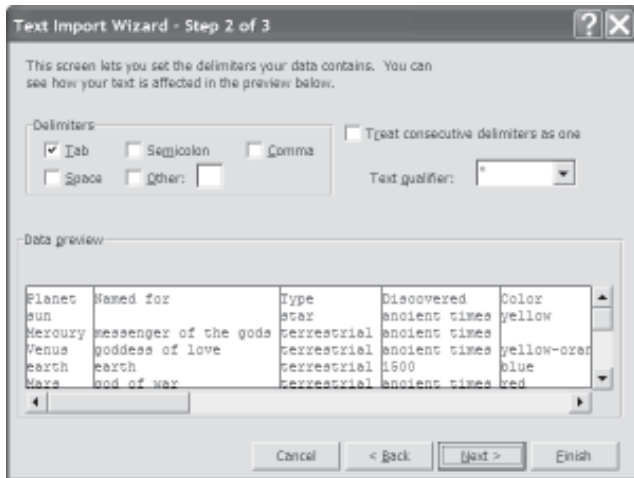 Text Import Wizard - Step 2 of 3
This screen lets you set the delimiters your data contains. You can
see how your text is affected in the preview below.
Delimiters
Tab Semicolon Comma
Space Other:
Treat consecutive delimiters as one
Text qualifier: "
Data preview
Planet Named for Type Discovered Color
sun star ancient times yellow
Mercury messenger of the gods terrestrial ancient times
Venus goddess of love terrestrial ancient times yellow-oran
earth earth terrestrial 1500 blue
Mars god of war terrestrial ancient times red
Cancel < Back Next > Finish